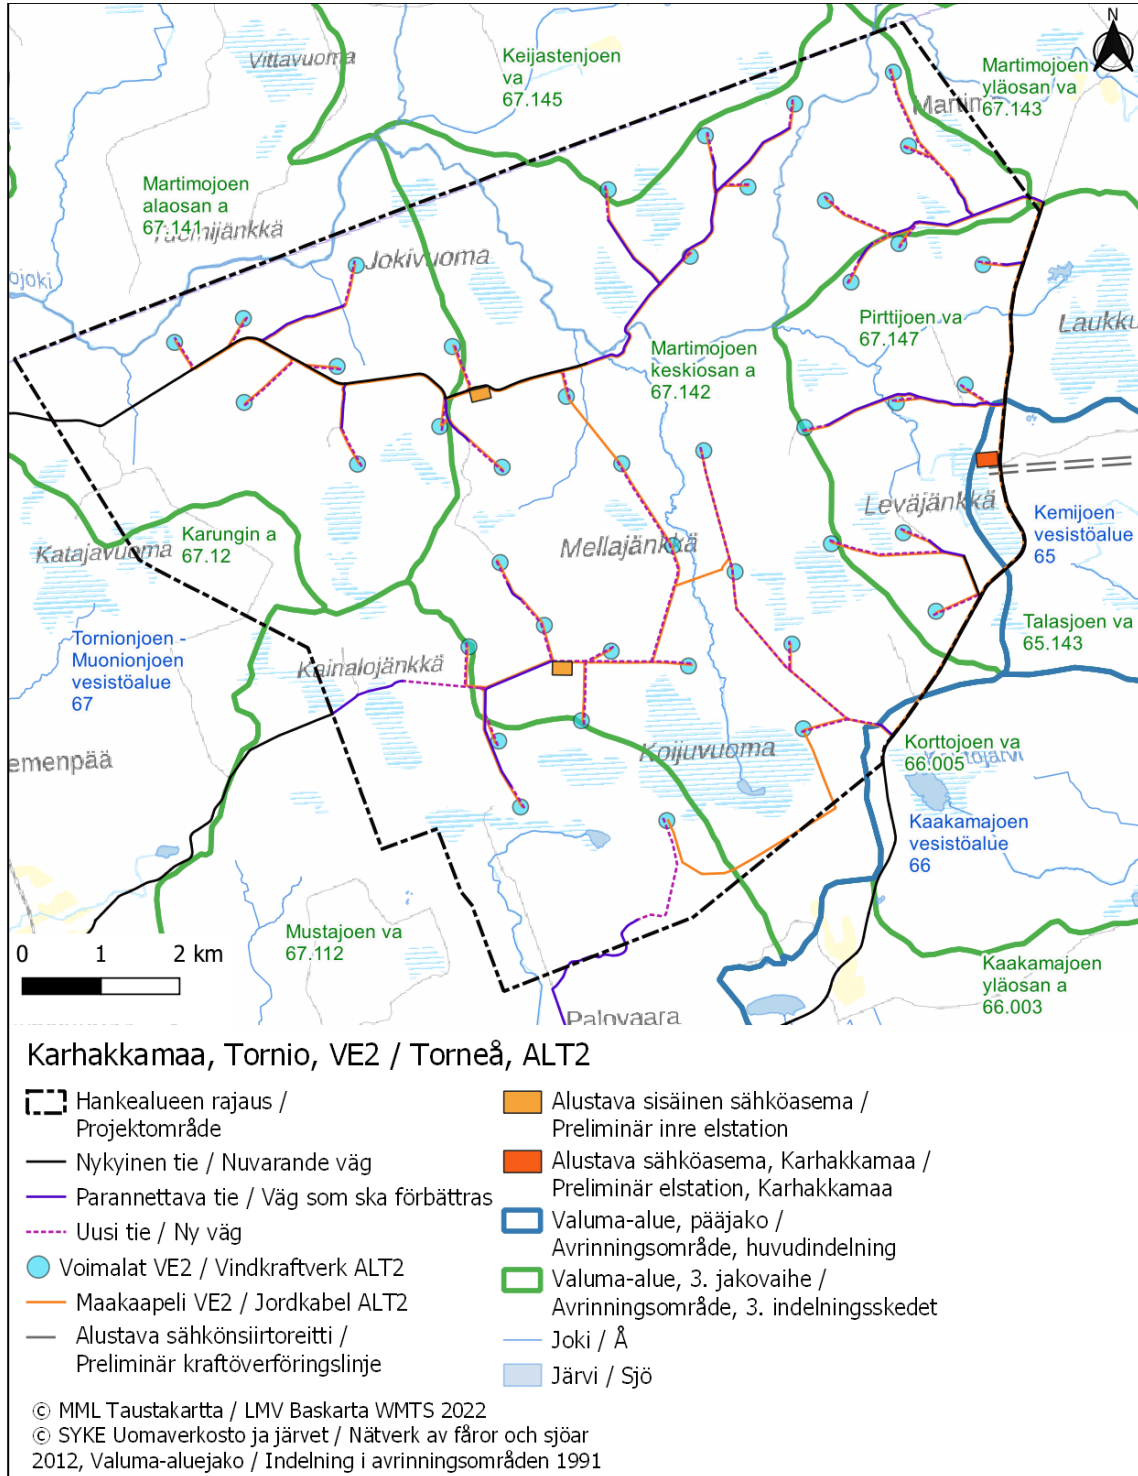 N
Vittavuoma
Keijastenjoen
va
67.145
Martimojoen
yläosan va
67.143
Martimojoen
alaosan a
67.141
Jokivuoma
Pirttijoen va
67.147
Martimojoen
keskiosan a
67.142
Karungin a
67.12
Katajavuoma
Mellajänkkä
Leväjänkkä
Kemijoen
vesistöalue
65
Talasjoen va
65.143
Tornionjoen -
Muonionjoen
vesistöalue
67
Kainalojänkkä
Koijuvuoma
Korttojoen va
66.005
Kaakamajoen
vesistöalue
66
emenpää
Mustajoen va
67.112
Kaakamajoen
yläosan a
66.003
Palovaara
0 1 2 km
Karhakkamaa, Tornio, VE2 / Torneå, ALT2
Hankealueen rajaus /
Projektområde
Nykyinen tie / Nuvarande väg
Parannettava tie / Väg som ska förbättras
Uusi tie / Ny väg
Voimalat VE2 / Vindkraftverk ALT2
Maakaapeli VE2 / Jordkabel ALT2
Alustava sähkönsiirtoreitti /
Preliminär kraftöverföringslinje
Alustava sisäinen sähköasema /
Preliminär inre elstation
Alustava sähköasema, Karhakkamaa /
Preliminär elstation, Karhakkamaa
Valuma-alue, pääjako /
Avrinningsområde, huvudindelning
Valuma-alue, 3. jakovaihe /
Avrinningsområde, 3. indelningsskedet
Joki / Å
Järvi / Sjö
© MML Taustakartta / LMV Baskarta WMTS 2022
© SYKE Uomaverkosto ja järvet / Nätverk av fåror och sjöar
2012, Valuma-aluejako / Indelning i avrinningsområden 1991